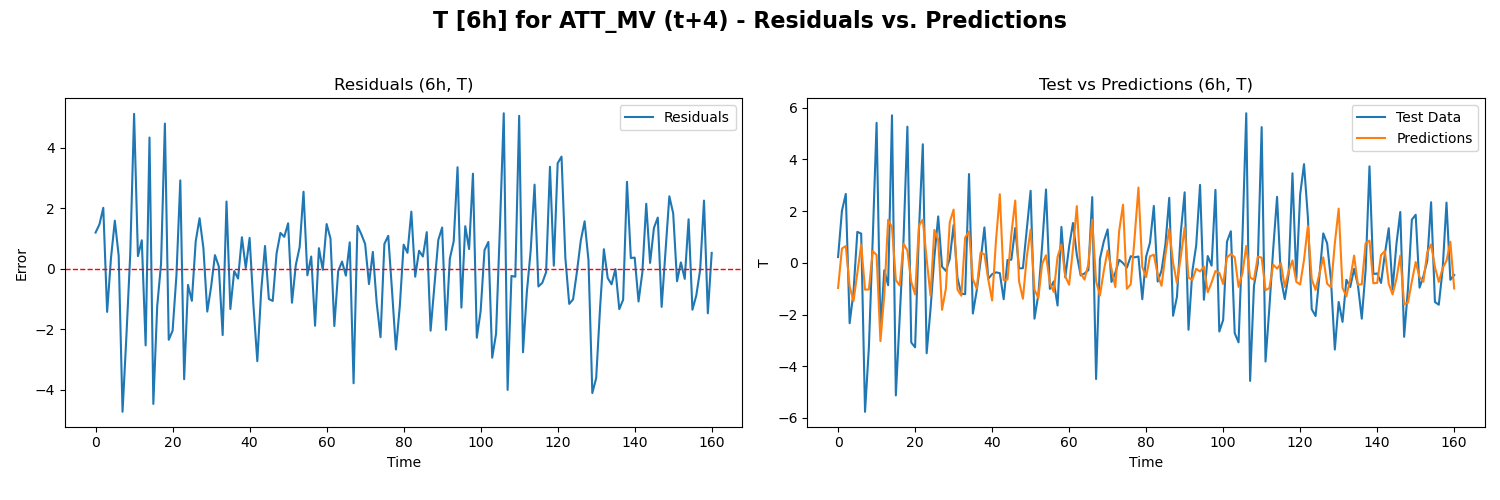 T [6h] for ATT_MV (t+4) - Residuals vs. Predictions
Residuals (6h, T)
Residuals
Error
4
2
0
−2
−4
0 20 40 60 80 100 120 140 160
Time
Test vs Predictions (6h, T)
Test Data
Predictions
T
6
4
2
0
−2
−4
−6
0 20 40 60 80 100 120 140 160
Time